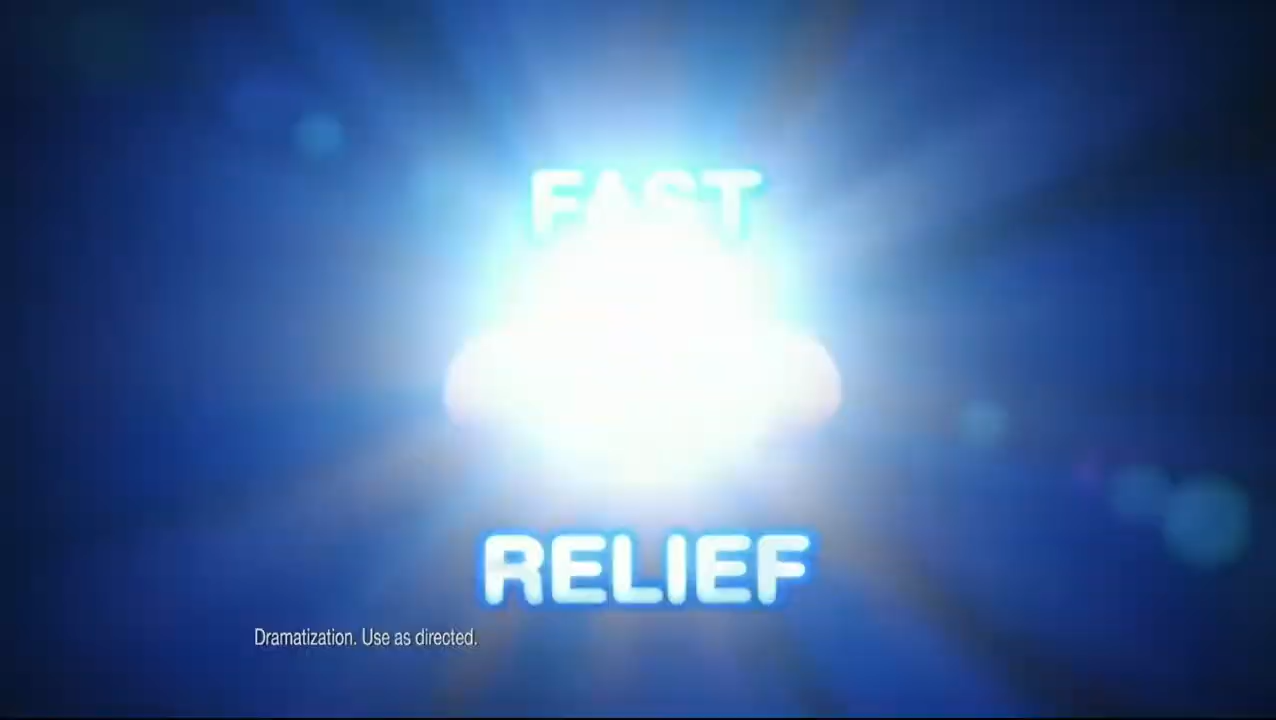 FAST
RELIEF
Dramatization. Use as directed.